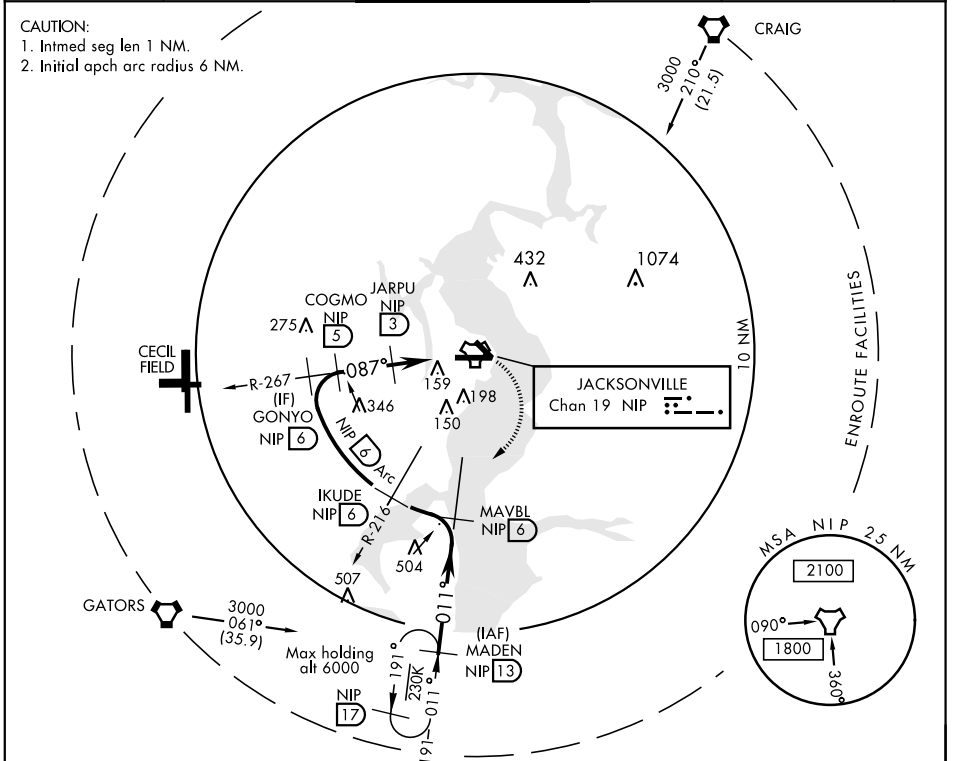 CAUTION:
1. Intmed seg len 1 NM.
2. Initial apch arc radius 6 NM.
CRAIG
3000
210°
(21.5)
432
1074
10 NM
ENROUTE FACILITIES
COGMO
NIP
5
JARPU
NIP
3
275
CECIL
FIELD
087°
R-267
(IF)
GONYO
NIP 6
346
159
198
150
JACKSONVILLE
Chan 19 NIP
NIP 6 Arc
IKUDE
NIP 6
R-216
MAVBL
NIP 6
504
507
GATORS
3000
061°
(35.9)
011°
(IAF)
MADEN
NIP 13
Max holding
alt 6000
191°
230K
011°
191
NIP
17
MSA NIP 25 NM
2100
090°
1800
360°